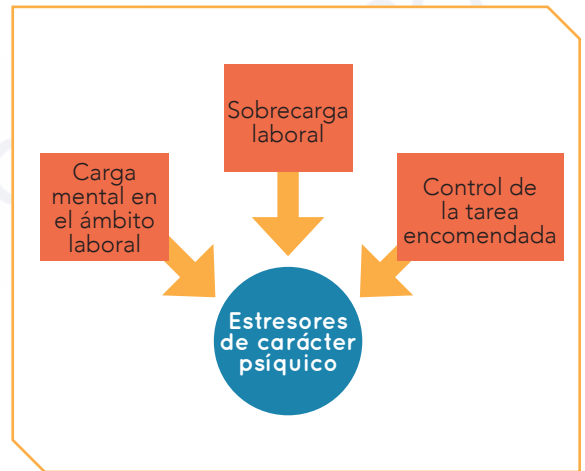 Sobrecarga
laboral
Carga
mental en
el ámbito
laboral
Control de
la tarea
encomendada
Estresores
de carácter
psíquico